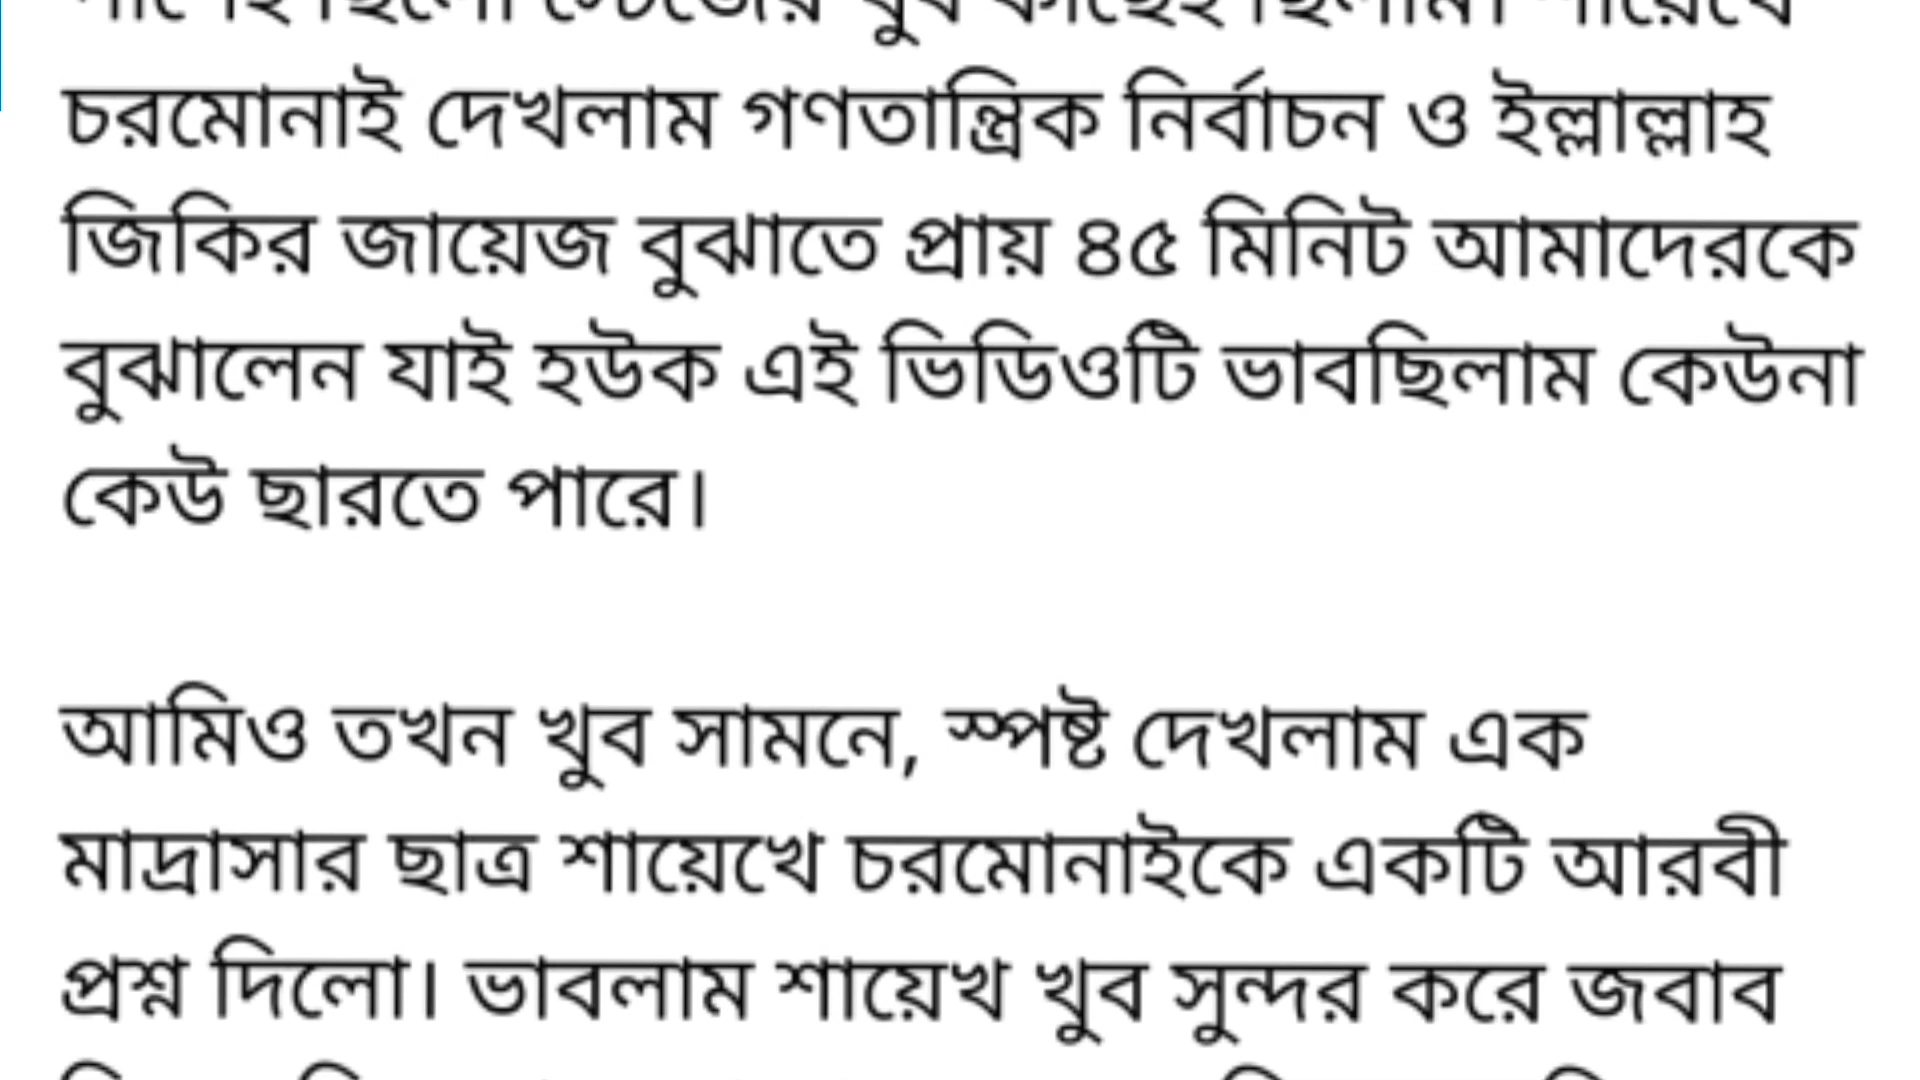 চরমোনাই দেখলাম গণতান্ত্রিক নির্বাচন ও ইল্লাল্লাহ
জিকির জায়েজ বুঝাতে প্রায় ৪৫ মিনিট আমাদেরকে
বুঝালেন যাই হউক এই ভিডিওটি ভাবছিলাম কেউনা
কেউ ছারতে পারে।
আমিও তখন খুব সামনে, স্পষ্ট দেখলাম এক
মাদ্রাসার ছাত্র শায়েখে চরমোনাইকে একটি আরবী
প্রশ্ন দিলো। ভাবলাম শায়েখ খুব সুন্দর করে জবাব